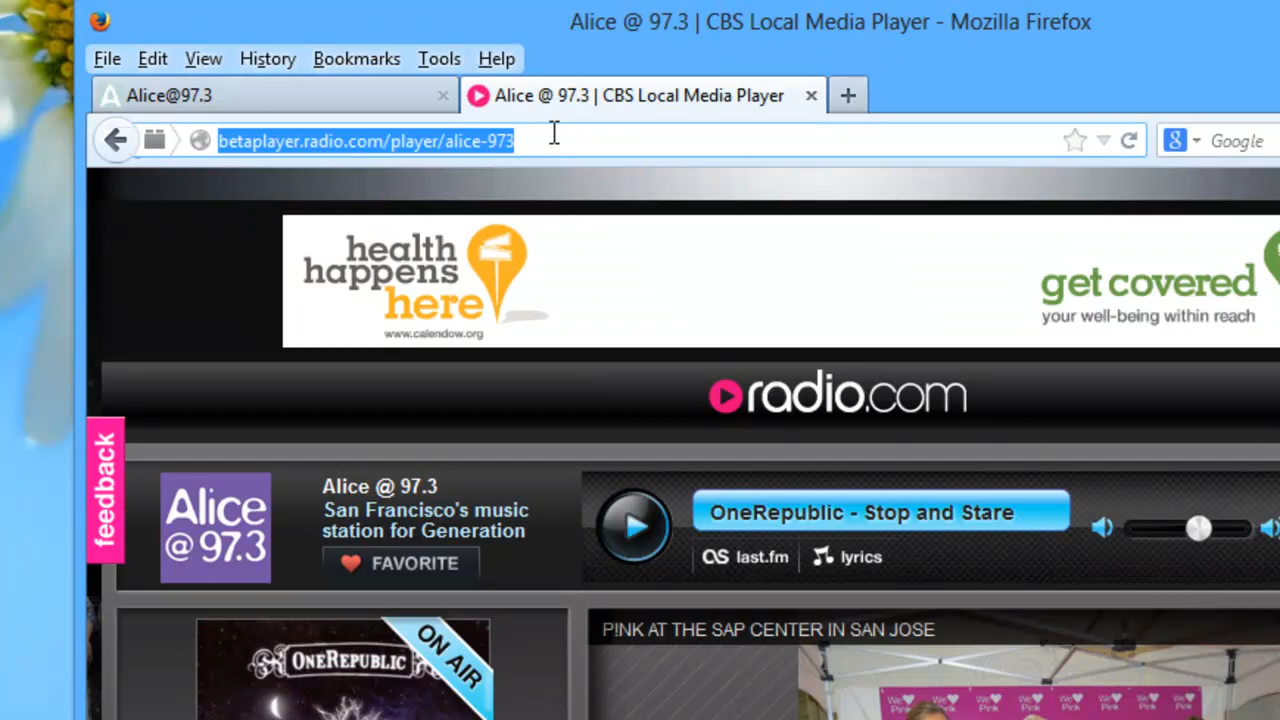 Alice @ 97.3 | CBS Local Media Player - Mozilla Firefox
File Edit View History Bookmarks Tools Help
Alice@97.3
Alice @ 97.3 | CBS Local Media Player
betaplayer.radio.com/player/alice-973
Google
health
happens
here
www.calendow.org
get covered
your well-being within reach
radio.com
feedback
Alice
@ 97.3
Alice @ 97.3
San Francisco's music
station for Generation
FAVORITE
OneRepublic - Stop and Stare
last.fm
lyrics
ONEREPUBLIC
ON AIR
P!NK AT THE SAP CENTER IN SAN JOSE